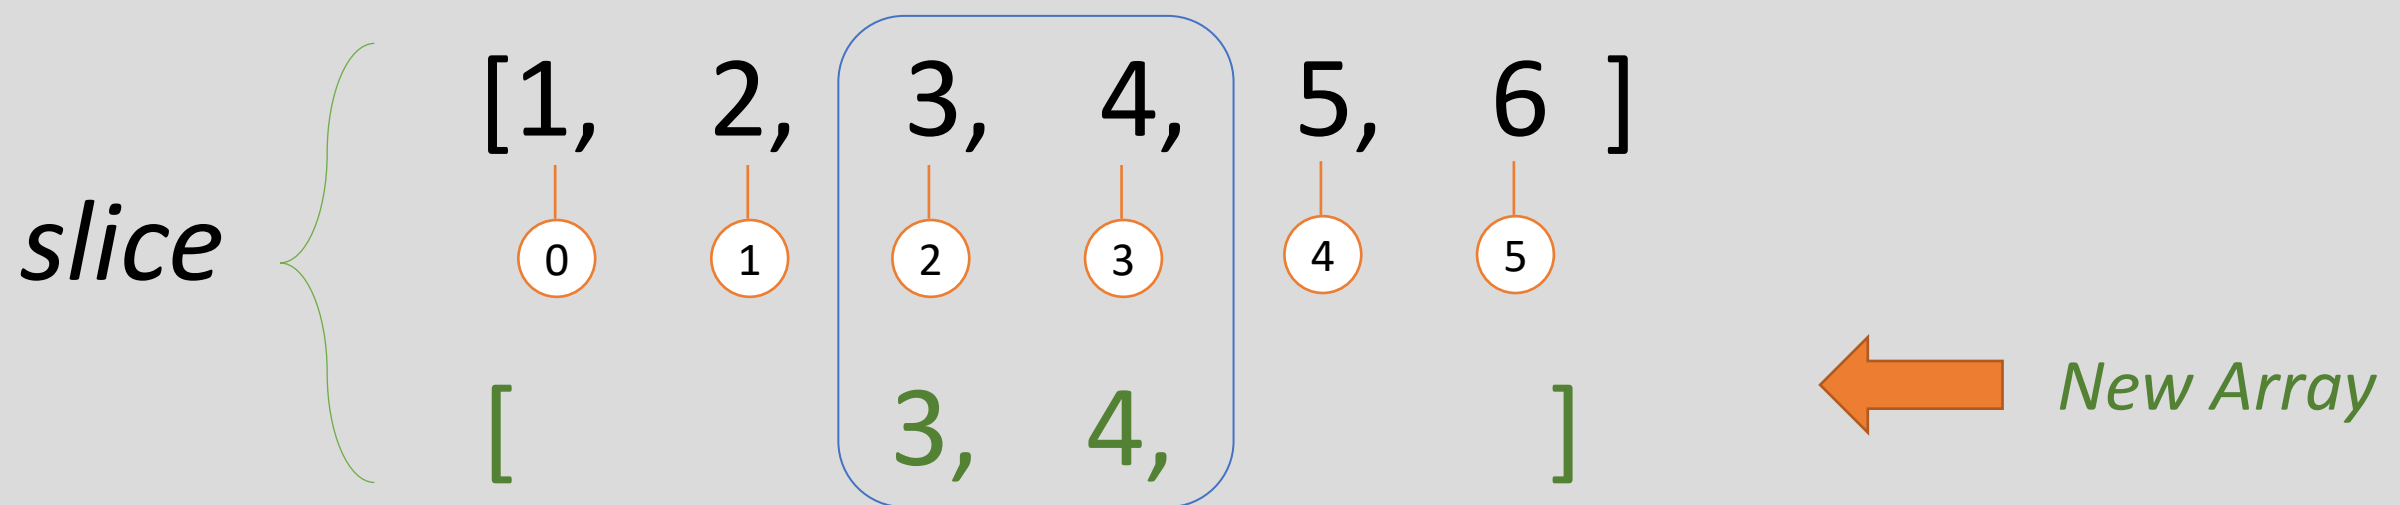 [1, 2, 3, 4, 5, 6 ]
slice
0 1 2 3 4 5
[ 3, 4, ]
New Array